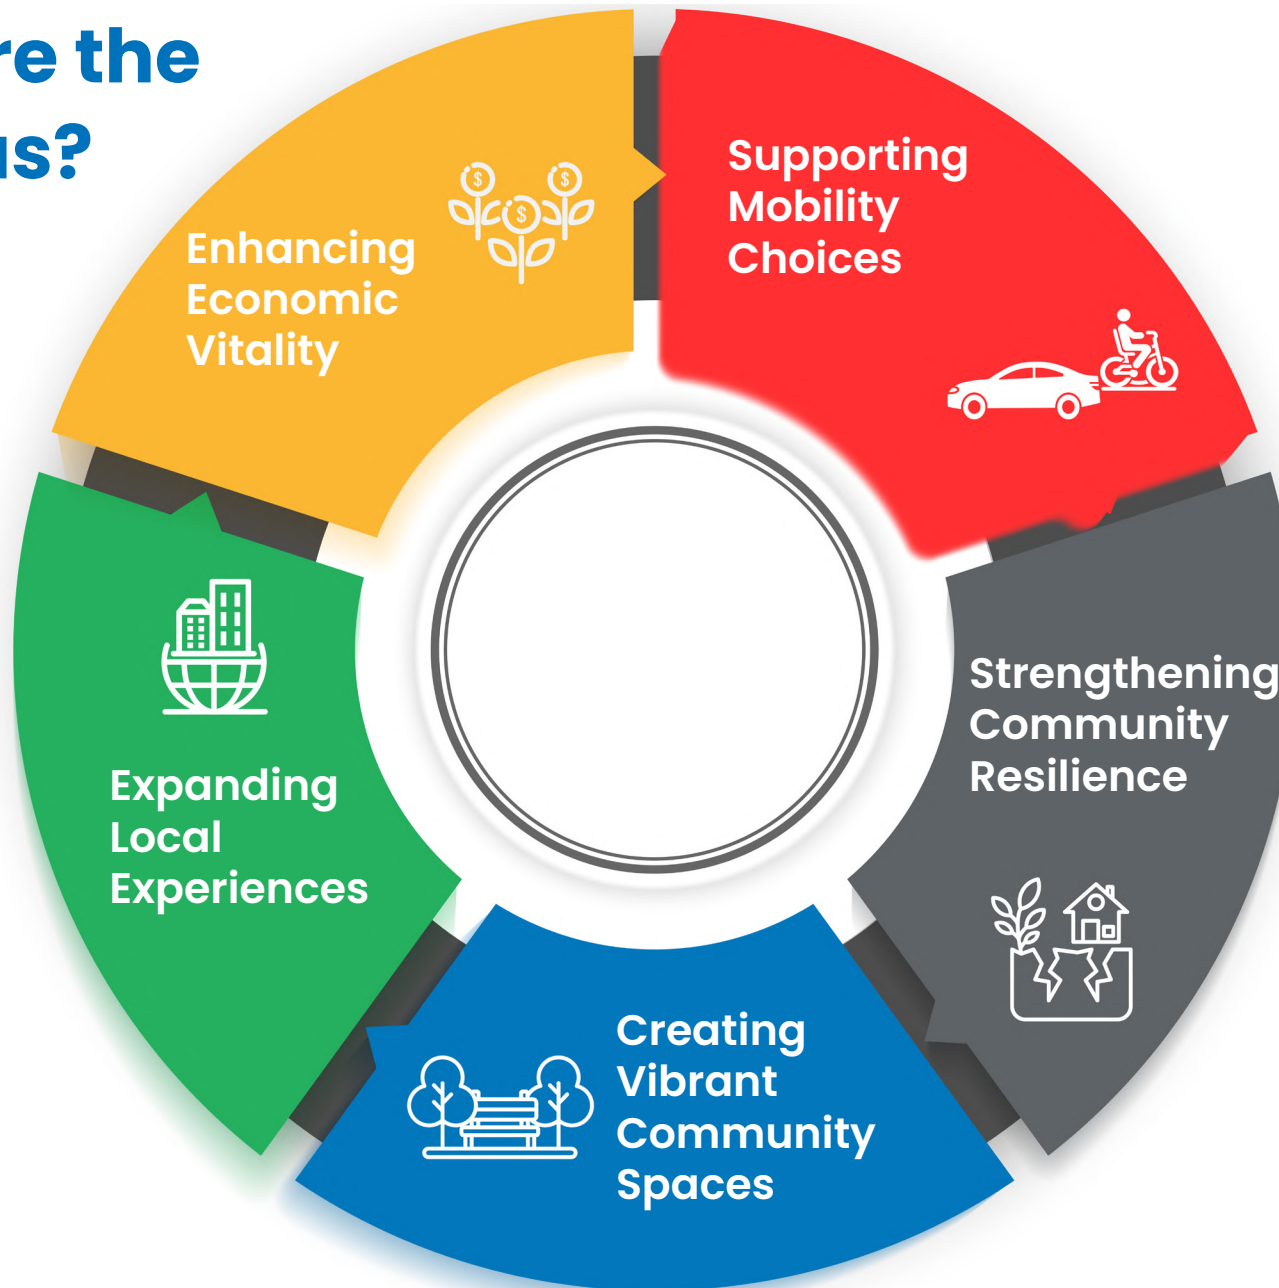 re the
us?
Enhancing
Economic
Vitality
Supporting
Mobility
Choices
Strengthening
Community
Resilience
Creating
Vibrant
Community
Spaces
Expanding
Local
Experiences